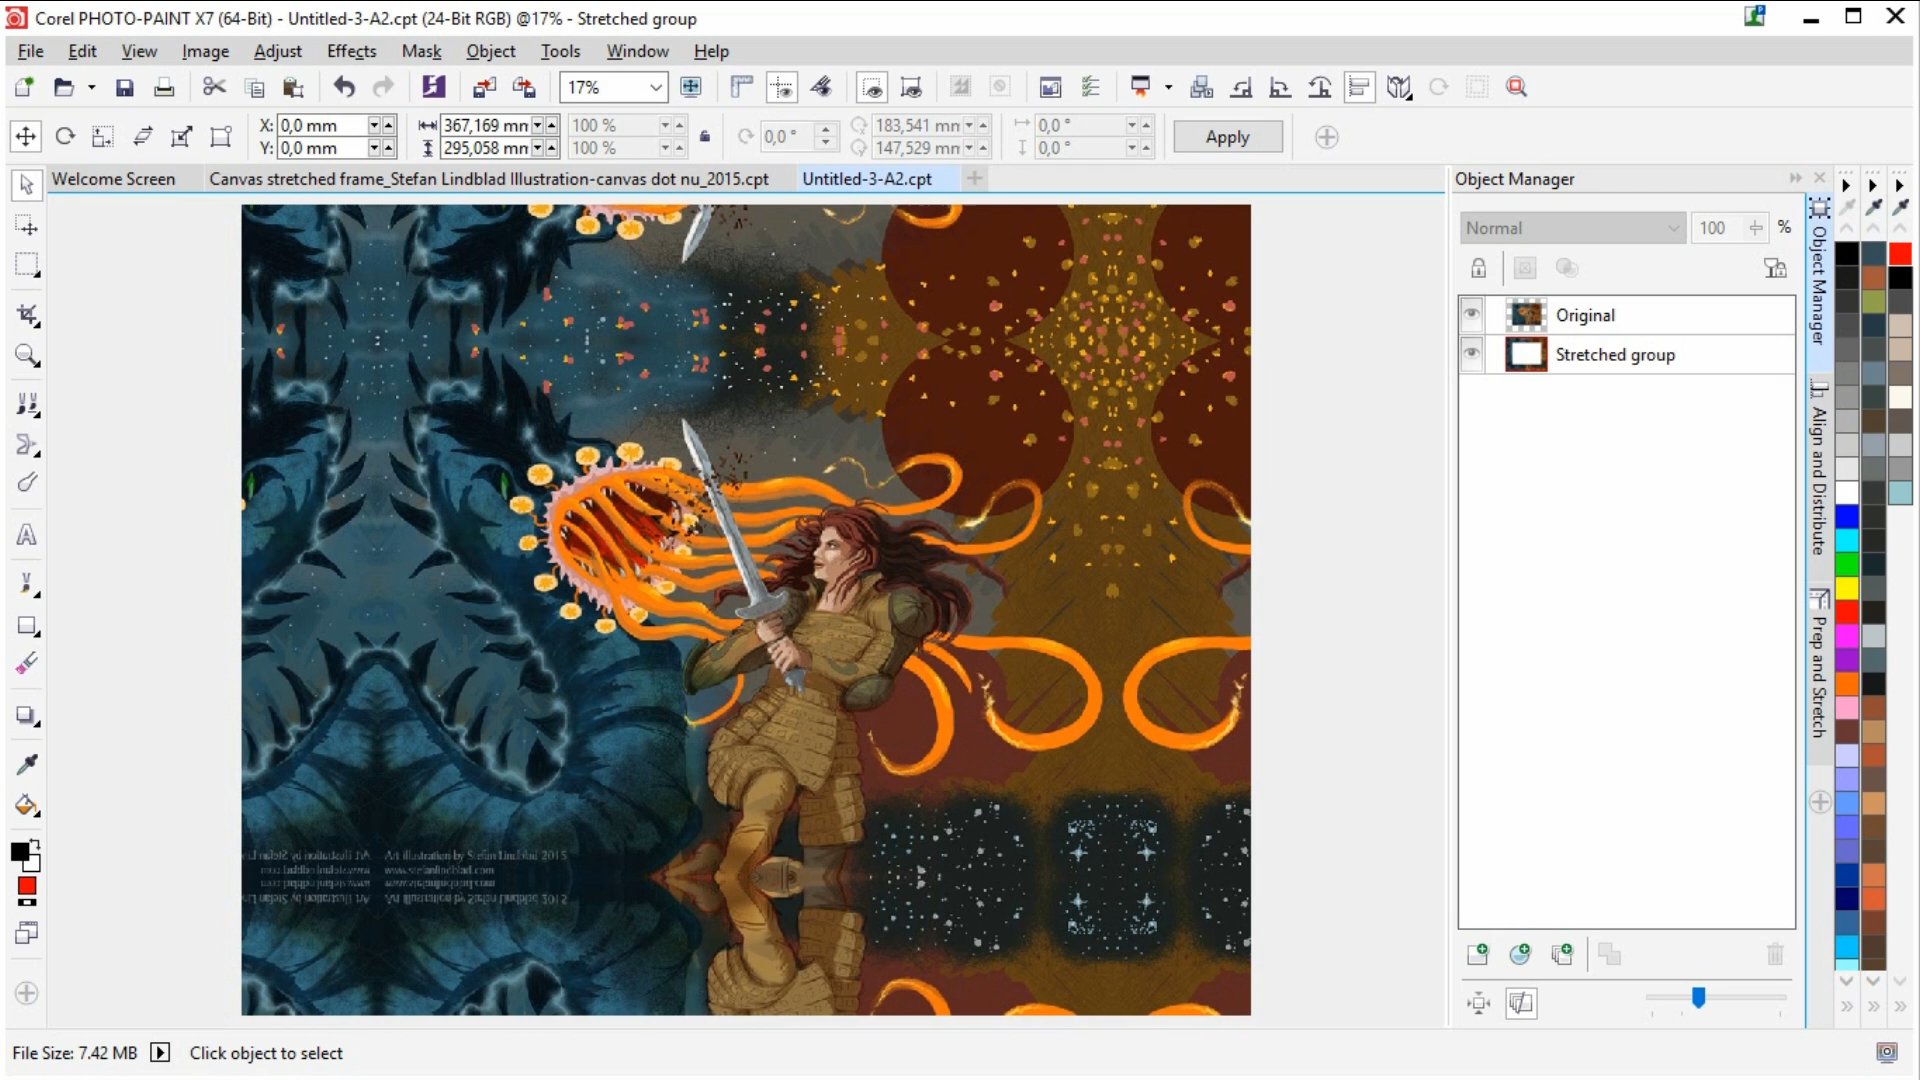 Corel PHOTO-PAINT X7 (64-Bit) - Untitled-3-A2.cpt (24-Bit RGB) @17% - Stretched group
File Edit View Image Adjust Effects Mask Object Tools Window Help
17%
X: 0,0 mm 367,169 mm 100 % 0,0 ° 183,541 mm 0,0 °
Y: 0,0 mm 295,058 mm 100 % 147,529 mm 0,0 °
Apply
Welcome Screen Canvas stretched frame_Stefan Lindblad Illustration-canvas dot nu_2015.cpt Untitled-3-A2.cpt
Object Manager
Normal 100 %
Original
Stretched group
Object Manager
Align and Distribute
Prep and Stretch
Art illustration by Stefan Lindblad 2015
www.stefanlindblad.com
File Size: 7.42 MB Click object to select